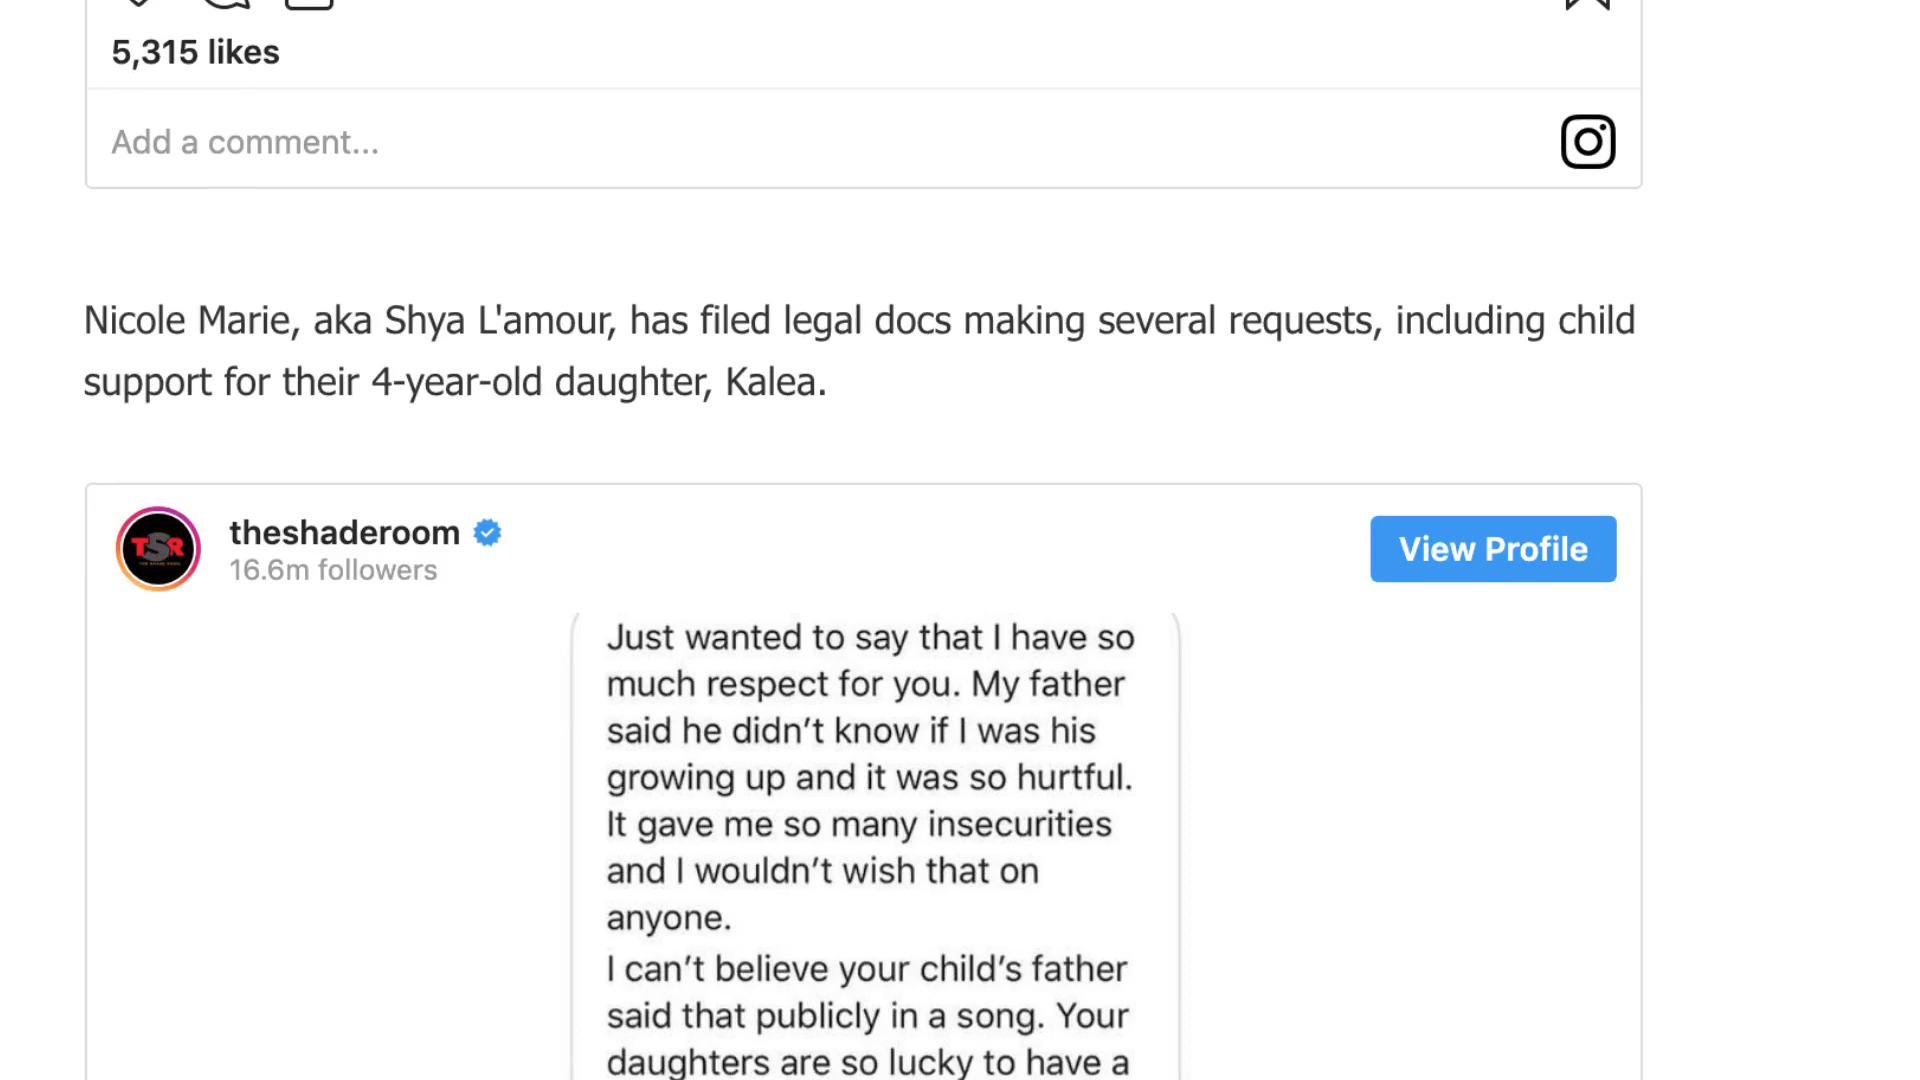 5,315 likes
Add a comment...
Nicole Marie, aka Shya L'amour, has filed legal docs making several requests, including child
support for their 4-year-old daughter, Kalea.
TSR
THE SHADE ROOM
theshaderoom
16.6m followers
View Profile
Just wanted to say that I have so
much respect for you. My father
said he didn’t know if I was his
growing up and it was so hurtful.
It gave me so many insecurities
and I wouldn’t wish that on
anyone.
I can’t believe your child’s father
said that publicly in a song. Your
daughters are so lucky to have a